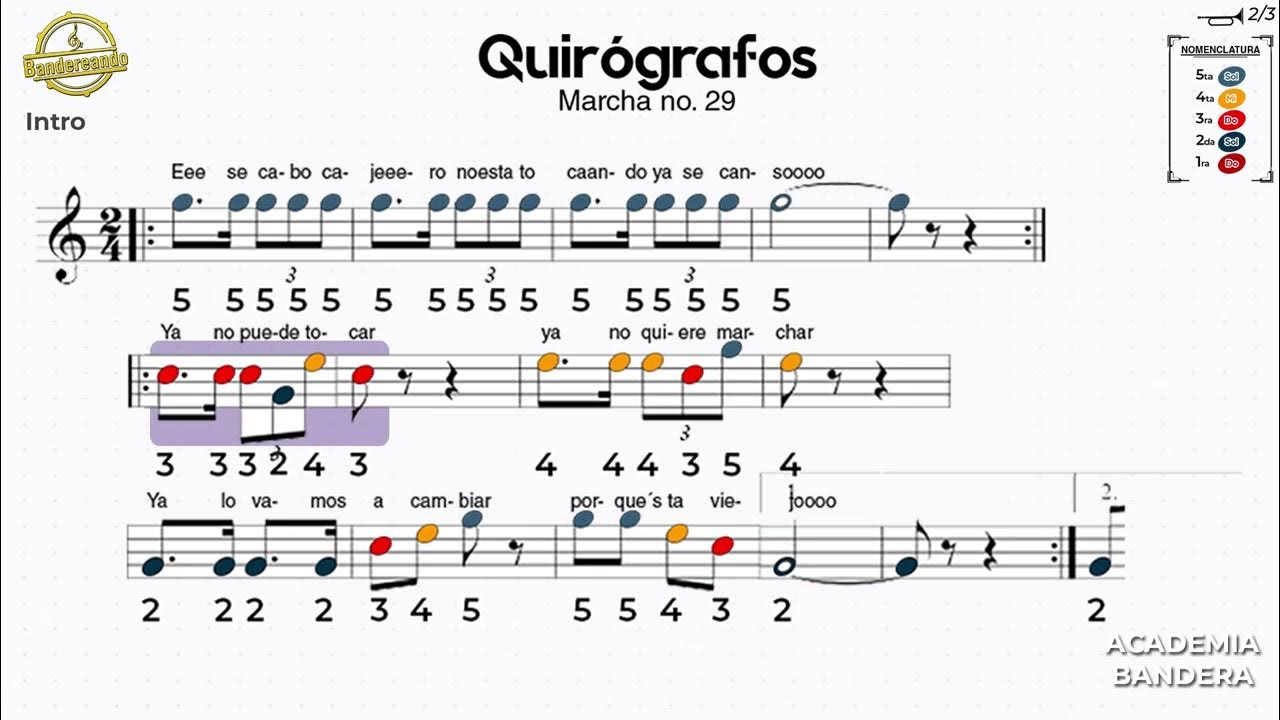 Bandereando
Quirógrafos
Marcha no. 29
2/3
Intro
NOMENCLATURA
5ta Sol
4ta Mi
3ra Do
2da Sol
1ra Do
Eee se ca- bo ca- jeee- ro noesta to caan- do ya se can- soooo
2
4
3 3 3
5 5 5 5 5 5 5 5 5 5 5 5 5 5 5 5
Ya no pue-de to- car ya no qui- ere mar- char
3 3
3 3 3 2 4 3 4 4 4 3 5 4
1. 2.
Ya lo va- mos a cam- biar por- que´s ta vie- joooo
2 2 2 2 3 4 5 5 5 4 3 2 2
ACADEMIA
BANDERA